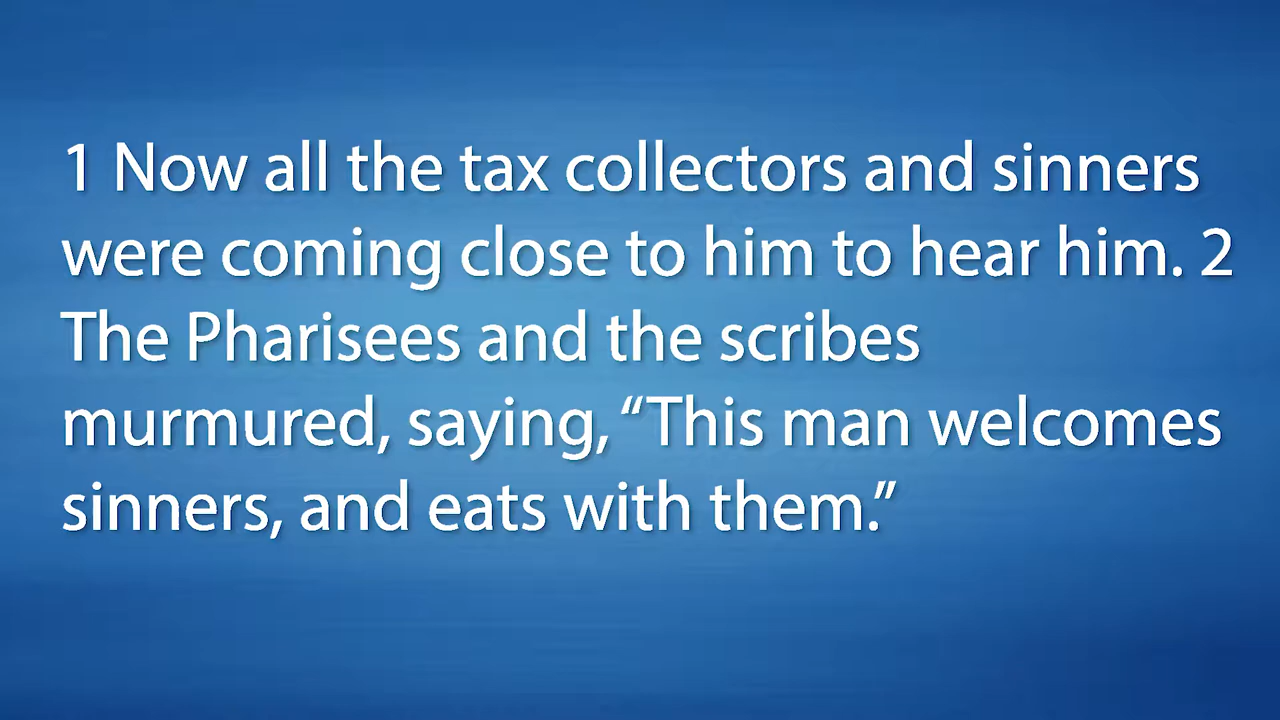 1 Now all the tax collectors and sinners
were coming close to him to hear him. 2
The Pharisees and the scribes
murmured, saying, “This man welcomes
sinners, and eats with them.”